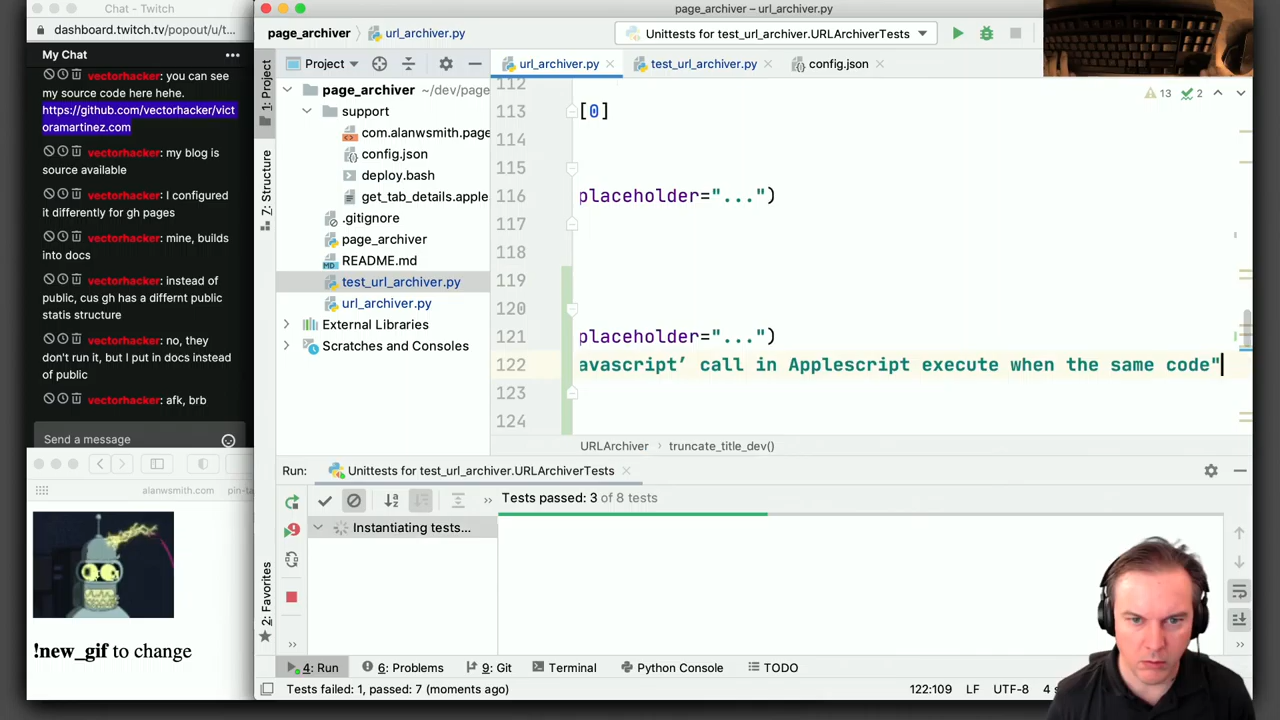 Chat - Twitch
dashboard.twitch.tv/popout/u/t...
My Chat
vectorhacker: you can see
my source code here hehe.
https://github.com/vectorhacker/vict
oramartinez.com
vectorhacker: my blog is
source available
vectorhacker: I configured
it differently for gh pages
vectorhacker: mine, builds
into docs
vectorhacker: instead of
public, cus gh has a differnt public
statis structure
vectorhacker: no, they
don't run it, but I put in docs instead
of public
vectorhacker: afk, brb
Send a message
alanwsmith.com pin-ta
!new_gif to change
page_archiver – url_archiver.py
page_archiver url_archiver.py
Unittests for test_url_archiver.URLArchiverTests
Project
url_archiver.py test_url_archiver.py config.json
1: Project
7: Structure
2: Favorites
page_archiver ~/dev/page
support
com.alanwsmith.page
config.json
deploy.bash
get_tab_details.apple
.gitignore
page_archiver
README.md
test_url_archiver.py
url_archiver.py
External Libraries
Scratches and Consoles
13 2
112
113 [0]
114
115
116 placeholder="...")
117
118
119
120
121 placeholder="...")
122 avascript’ call in Applescript execute when the same code"
123
124
URLArchiver truncate_title_dev()
Run: Unittests for test_url_archiver.URLArchiverTests
Tests passed: 3 of 8 tests
Instantiating tests...
4: Run 6: Problems 9: Git Terminal Python Console TODO
Tests failed: 1, passed: 7 (moments ago)
122:109 LF UTF-8 4 s